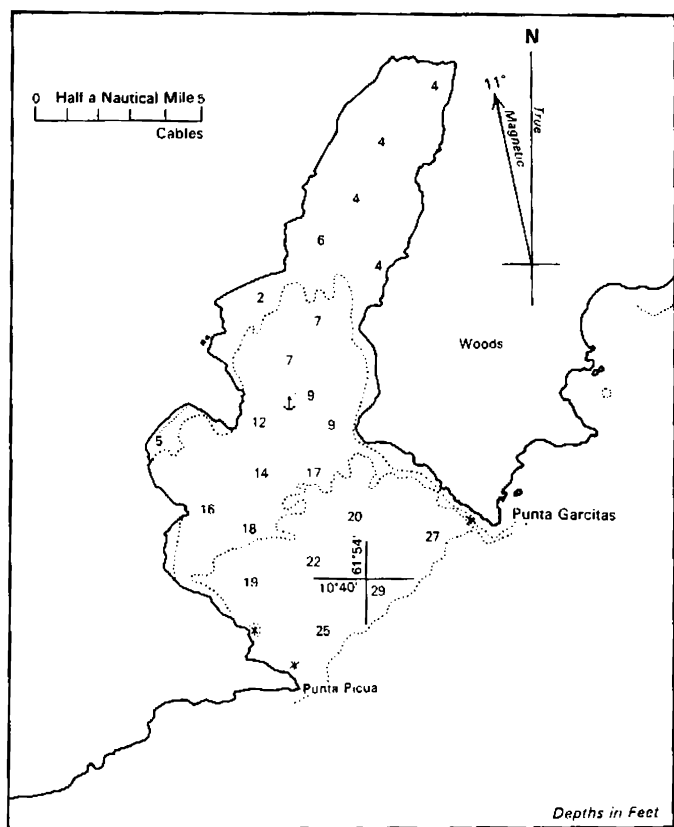 N
0 Half a Nautical Mile 5
Cables
11°
True
Magnetic
4
4
4
6
4
2
7
Woods
7
9
12
9
5
14
17
16
20
Punta Garcitas
18
27
61°54'
22
19
10°40'
29
25
Punta Picua
Depths in Feet